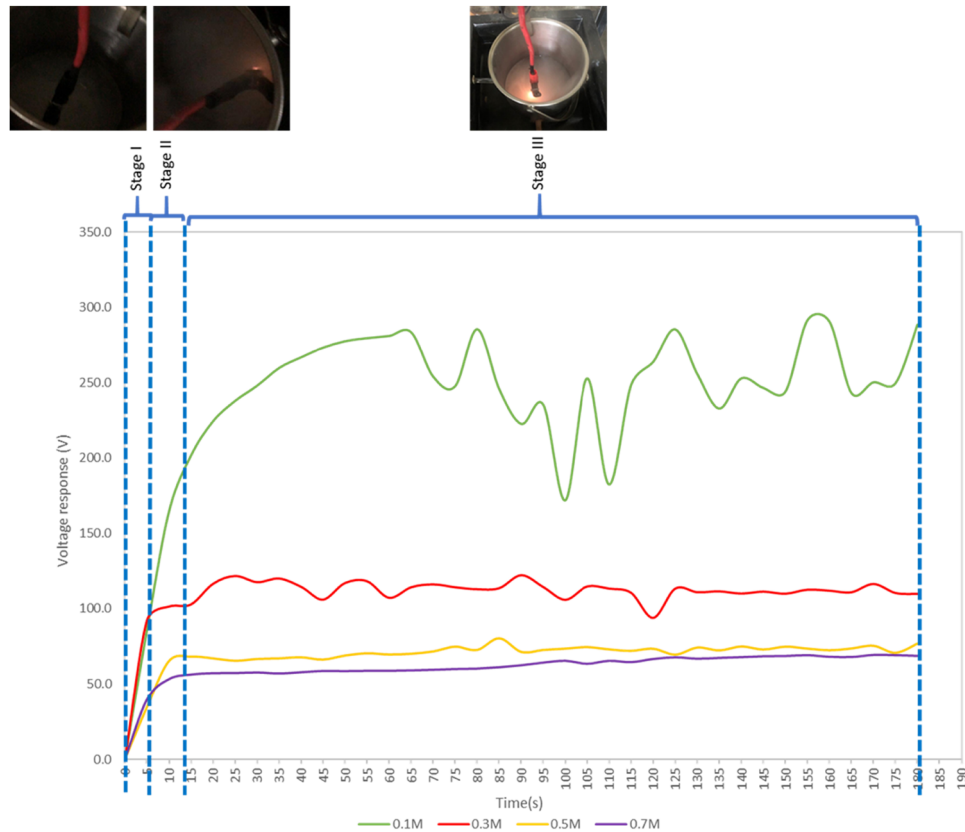 Stage I
Stage II
Stage III
350.0
300.0
250.0
200.0
150.0
100.0
50.0
0.0
Voltage response (V)
0 5 10 15 20 25 30 35 40 45 50 55 60 65 70 75 80 85 90 95 100 105 110 115 120 125 130 135 140 145 150 155 160 165 170 175 180 185 190
Time(s)
0.1M 0.3M 0.5M 0.7M